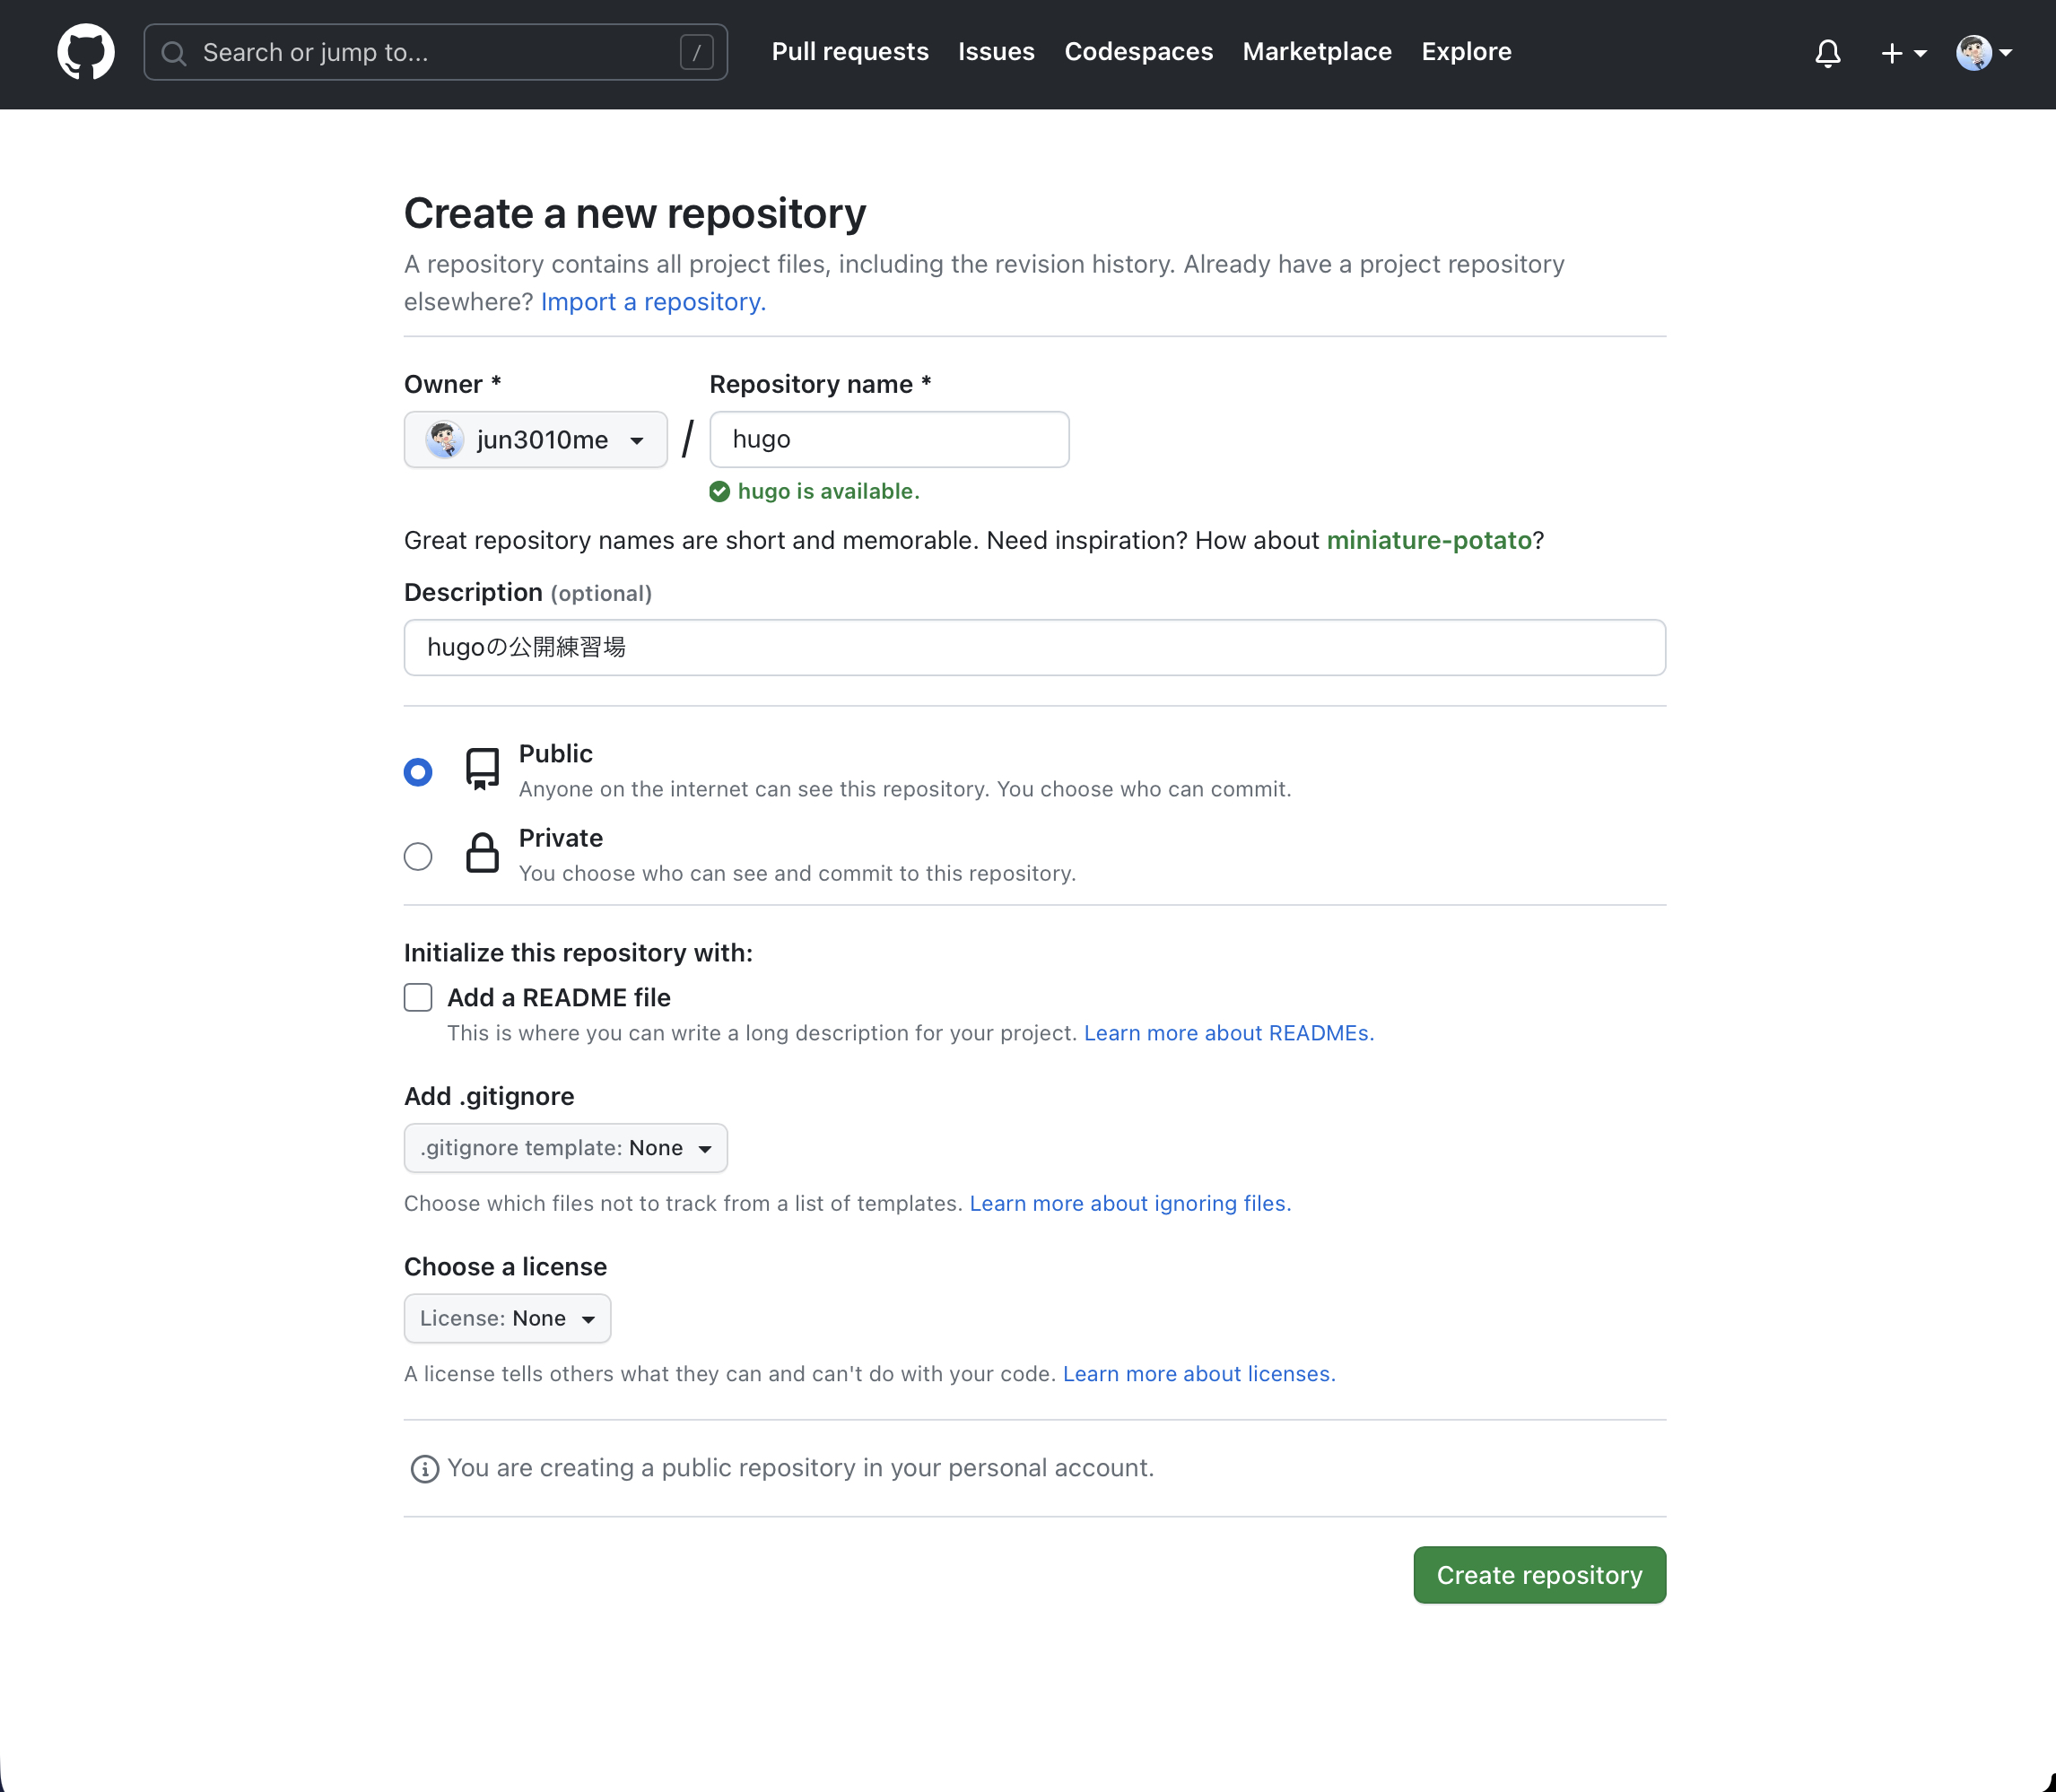 Search or jump to... / Pull requests Issues Codespaces Marketplace Explore
Create a new repository
A repository contains all project files, including the revision history. Already have a project repository
elsewhere? Import a repository.
Owner * Repository name *
jun3010me / hugo
hugo is available.
Great repository names are short and memorable. Need inspiration? How about miniature-potato?
Description (optional)
hugoの公開練習場
Public
Anyone on the internet can see this repository. You choose who can commit.
Private
You choose who can see and commit to this repository.
Initialize this repository with:
Add a README file
This is where you can write a long description for your project. Learn more about READMEs.
Add .gitignore
.gitignore template: None
Choose which files not to track from a list of templates. Learn more about ignoring files.
Choose a license
License: None
A license tells others what they can and can't do with your code. Learn more about licenses.
You are creating a public repository in your personal account.
Create repository